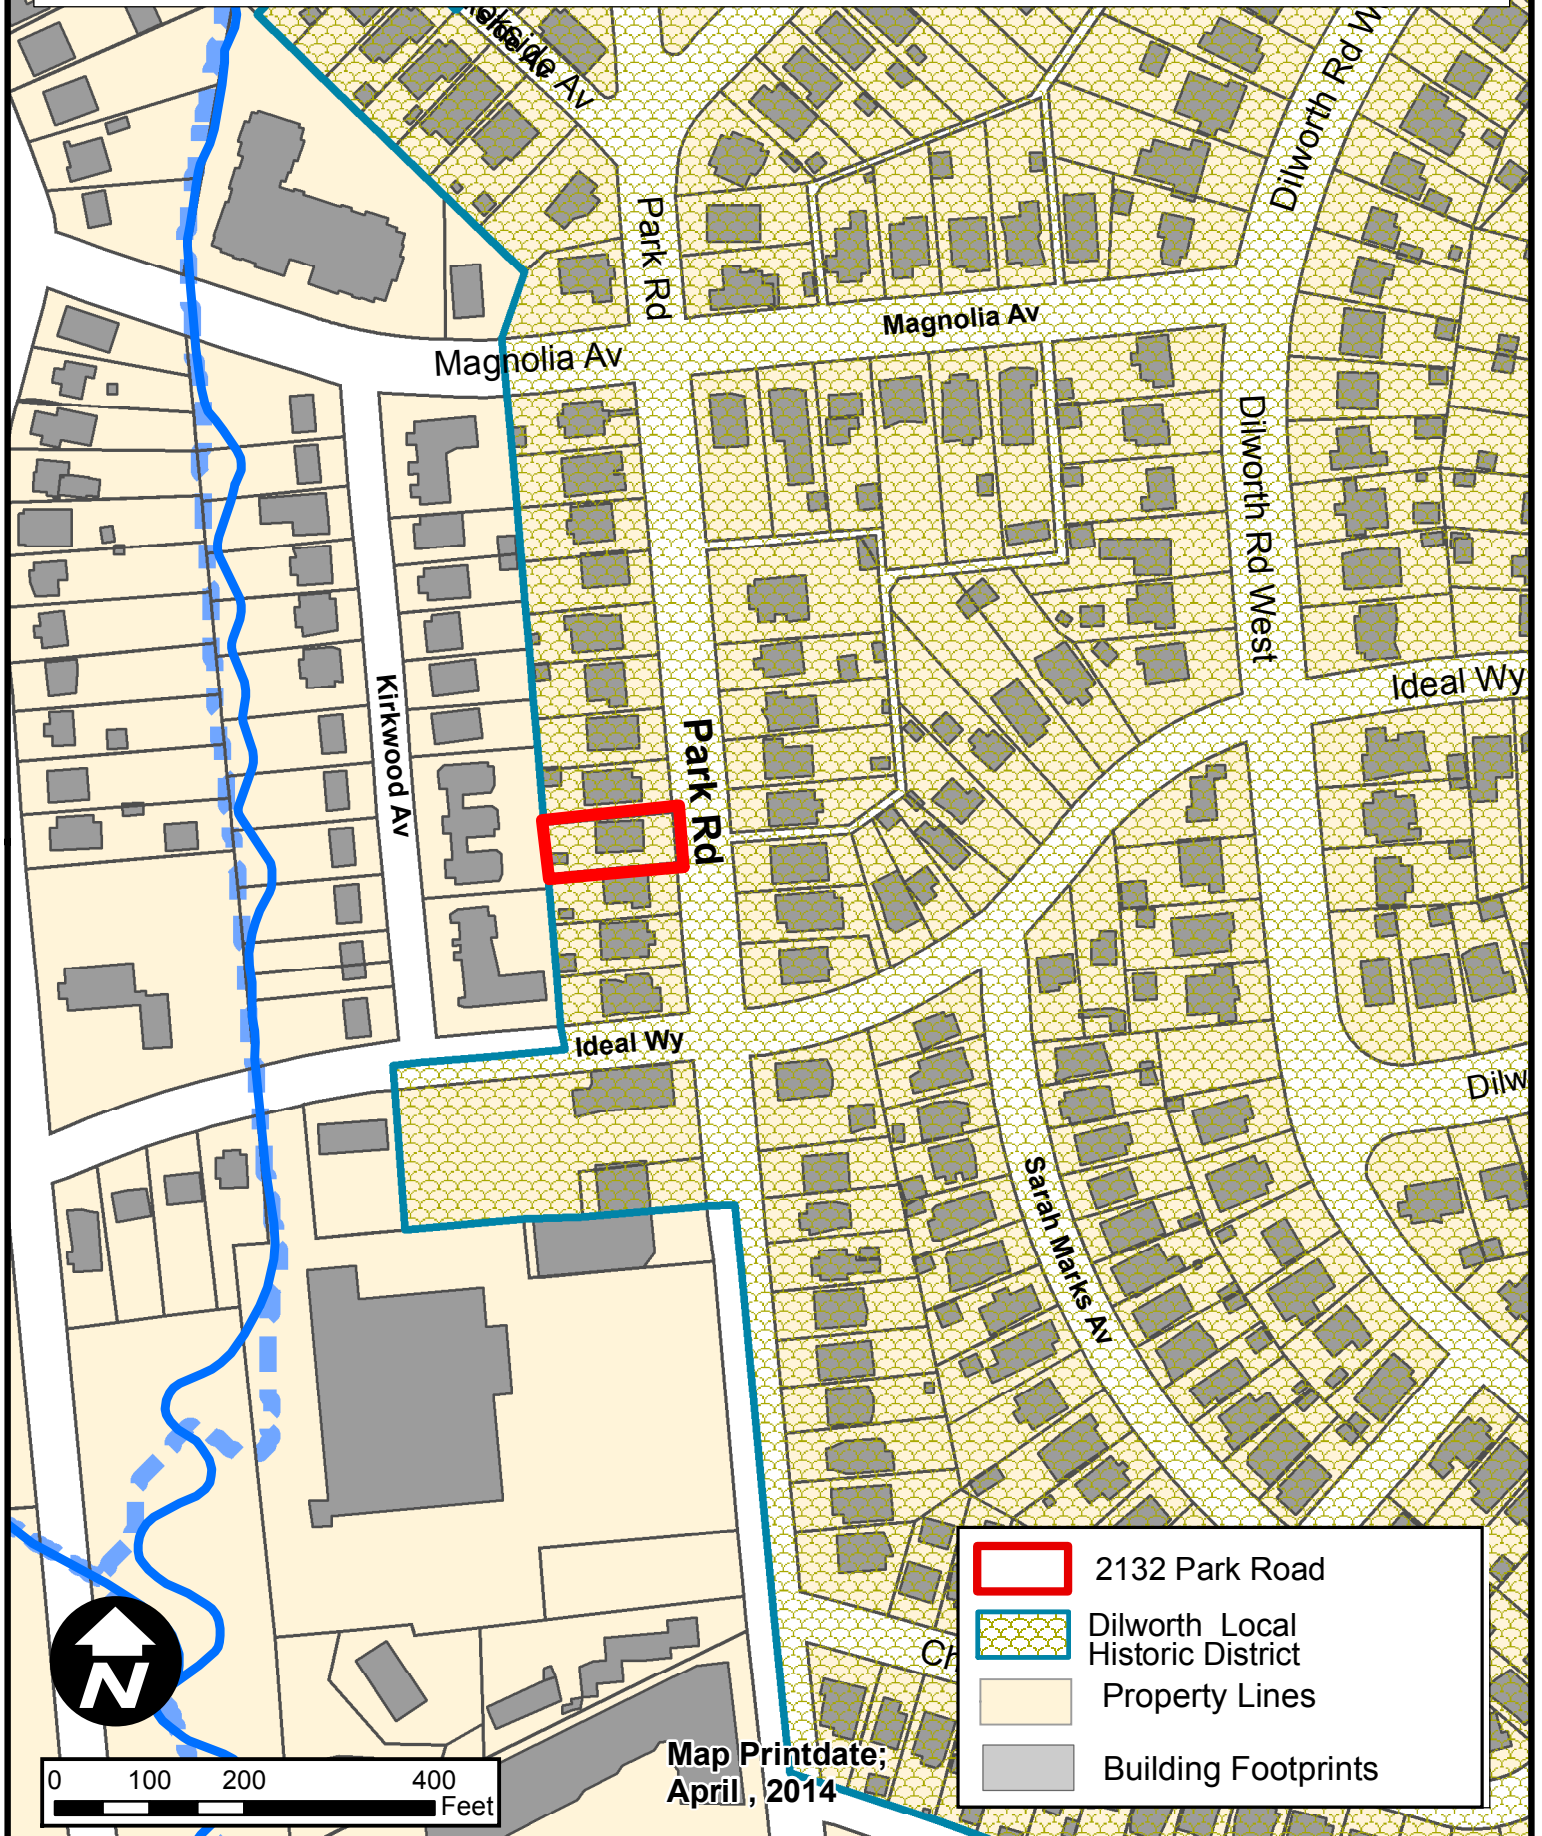 Park Rd
Dilworth Rd W
Magnolia Av
Magnolia Av
Dilworth Rd West
Ideal Wy
Kirkwood Av
Park Rd
Ideal Wy
Dilw
Sarah Marks Av
Ch
2132 Park Road
Dilworth Local
Historic District
Property Lines
Building Footprints
N
Map Printdate;
April , 2014
0 100 200 400
Feet